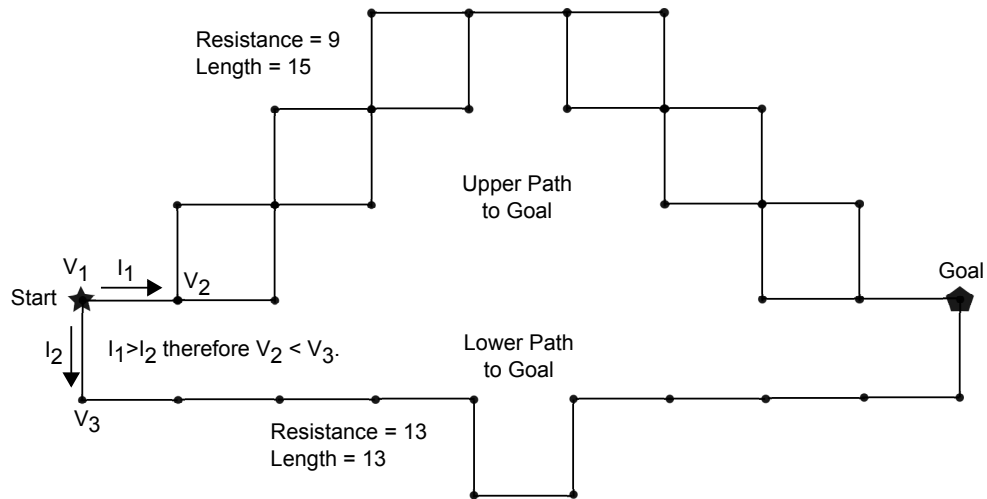 Resistance = 9
Length = 15
Upper Path
to Goal
V1
I1
V2
Start
Goal
I2
I1>I2 therefore V2 < V3.
Lower Path
to Goal
V3
Resistance = 13
Length = 13